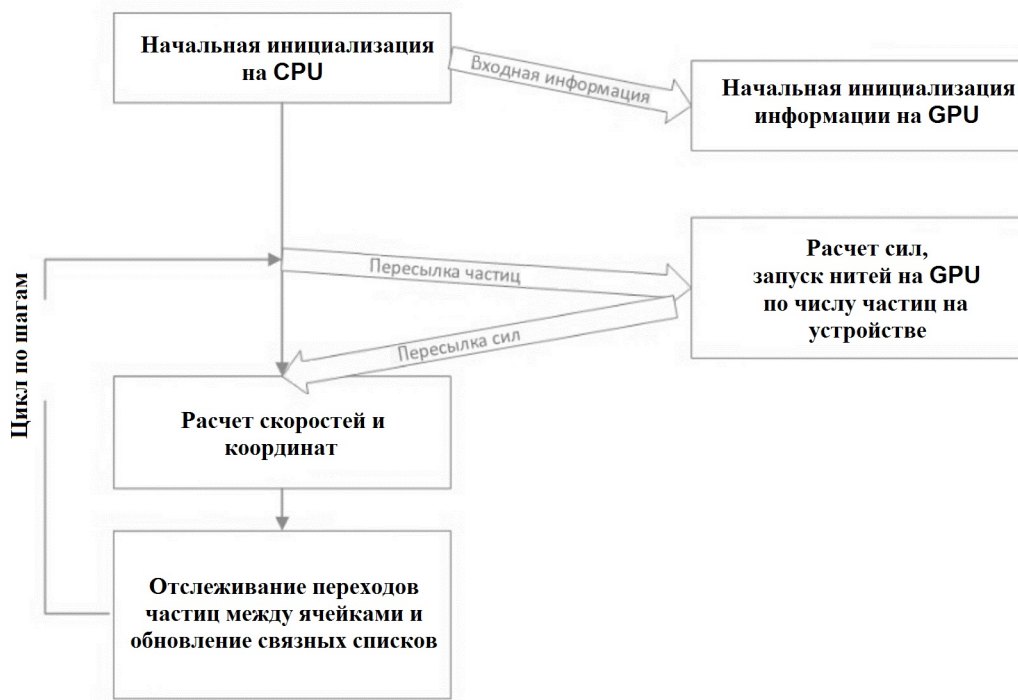 Начальная инициализация
на CPU
Входная информация
Начальная инициализация
информации на GPU
Цикл по шагам
Пересылка частиц
Расчет сил,
запуск нитей на GPU
по числу частиц на
устройстве
Пересылка сил
Расчет скоростей и
координат
Отслеживание переходов
частиц между ячейками и
обновление связных списков